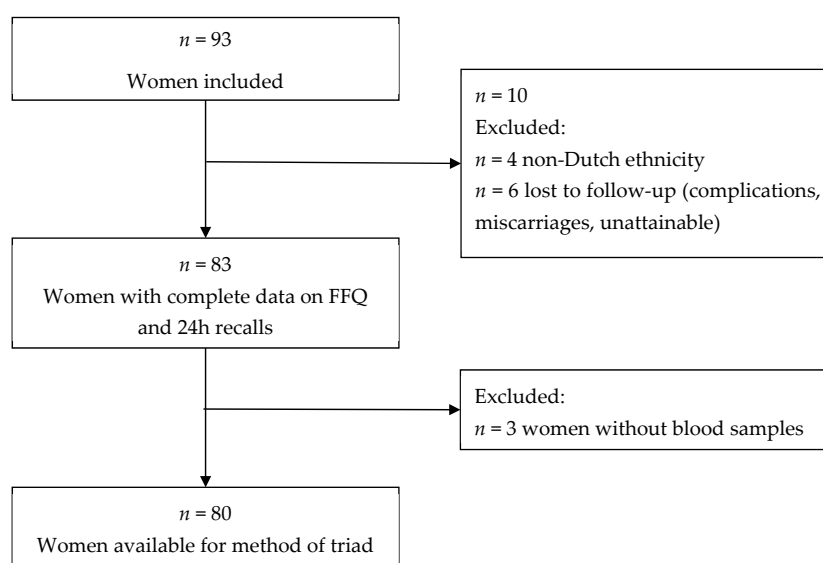 n = 93
Women included
n = 10
Excluded:
n = 4 non-Dutch ethnicity
n = 6 lost to follow-up (complications,
miscarriages, unattainable)
n = 83
Women with complete data on FFQ
and 24h recalls
Excluded:
n = 3 women without blood samples
n = 80
Women available for method of triad